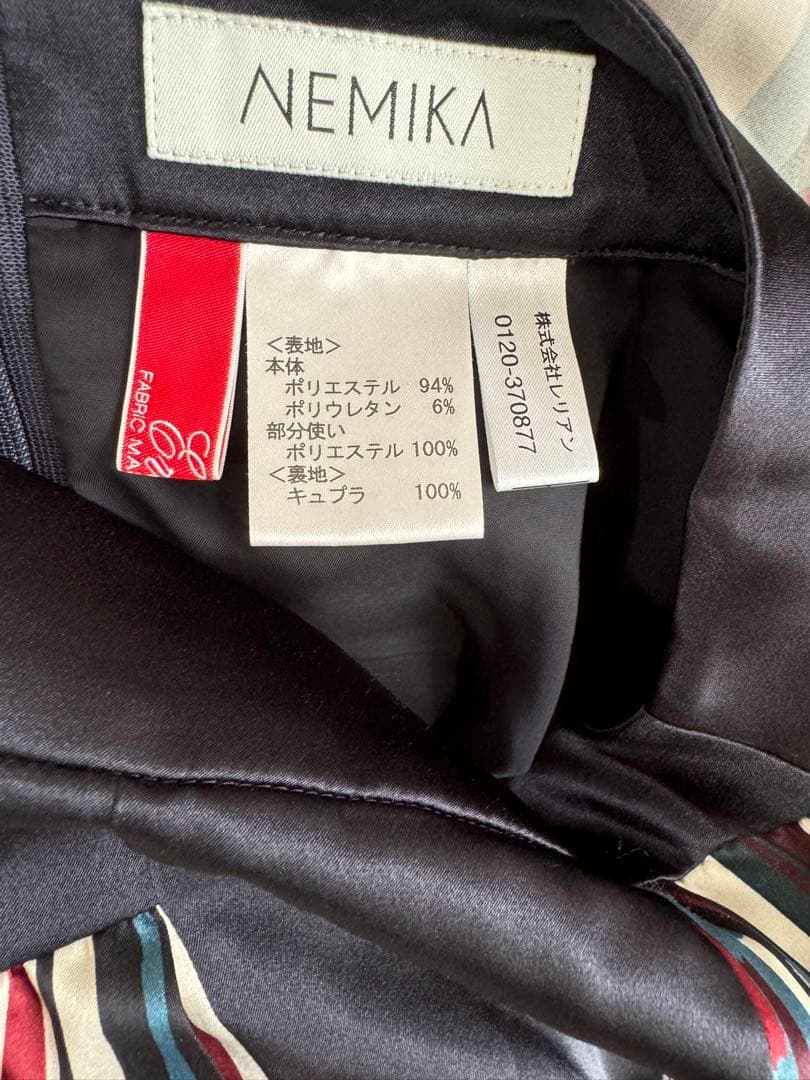 NEMIKA
<表地>
本体
ポリエステル 94%
ポリウレタン 6%
部分使い
ポリエステル 100%
<裏地>
キュプラ 100%
株式会社レリアン
0120-370877
FABRIC MA